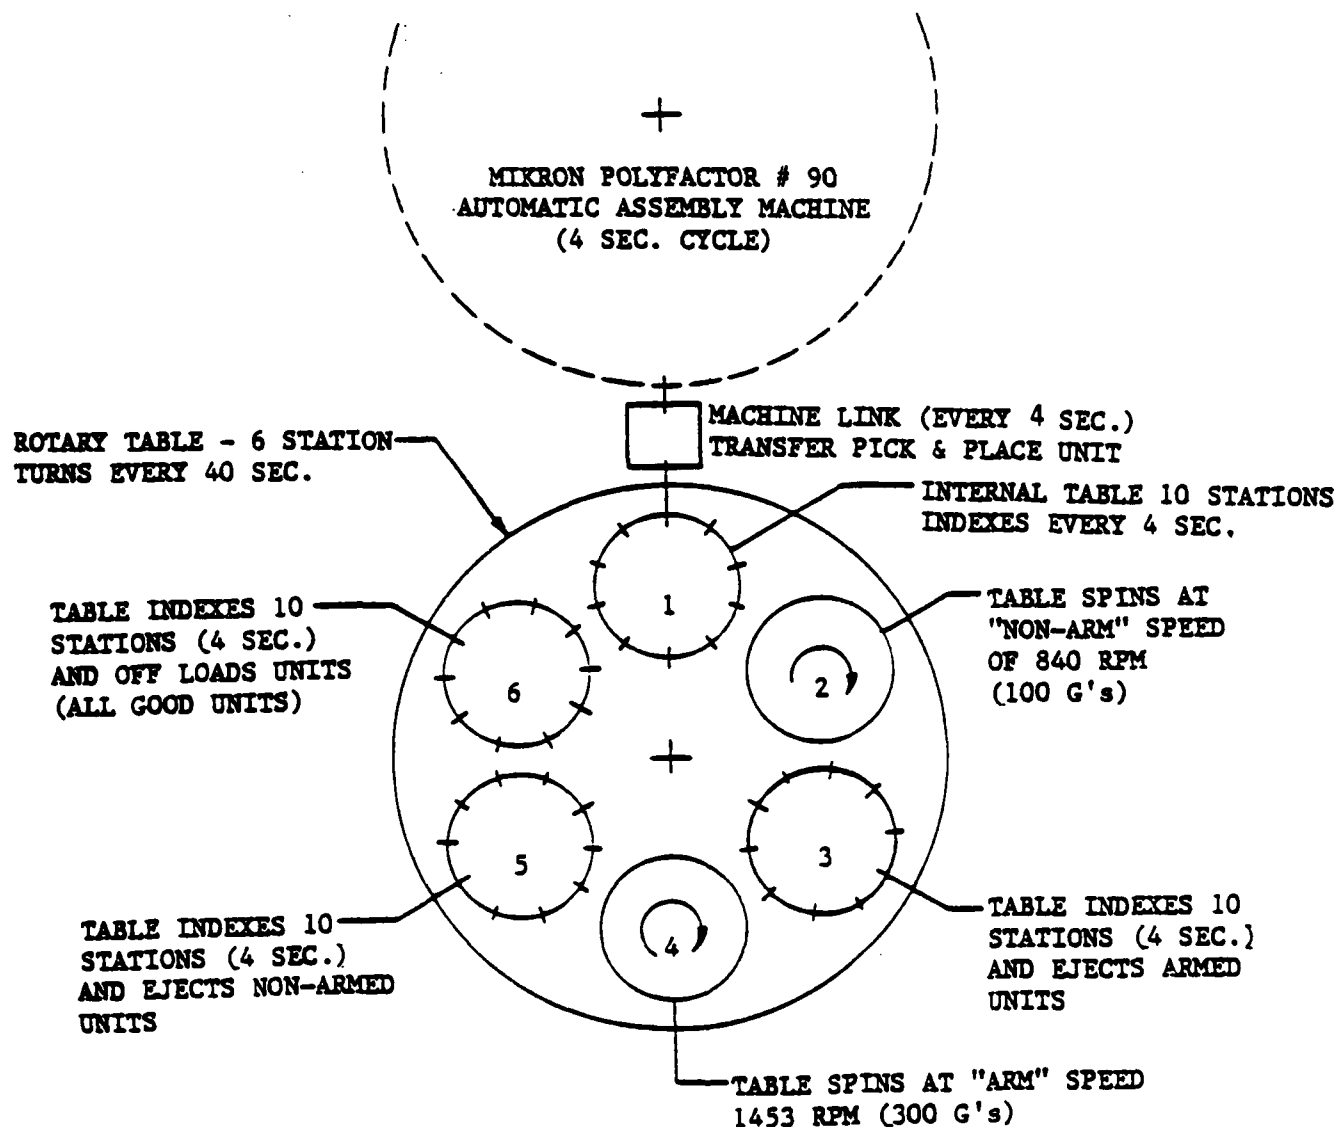 MIKRON POLYFACTOR # 90
AUTOMATIC ASSEMBLY MACHINE
(4 SEC. CYCLE)
MACHINE LINK (EVERY 4 SEC.)
TRANSFER PICK & PLACE UNIT
ROTARY TABLE - 6 STATION
TURNS EVERY 40 SEC.
INTERNAL TABLE 10 STATIONS
INDEXES EVERY 4 SEC.
1
TABLE SPINS AT
"NON-ARM" SPEED
OF 840 RPM
(100 G's)
2
TABLE INDEXES 10
STATIONS (4 SEC.)
AND OFF LOADS UNITS
(ALL GOOD UNITS)
6
3
5
4
TABLE INDEXES 10
STATIONS (4 SEC.)
AND EJECTS ARMED
UNITS
TABLE INDEXES 10
STATIONS (4 SEC.)
AND EJECTS NON-ARMED
UNITS
TABLE SPINS AT "ARM" SPEED
1453 RPM (300 G's)